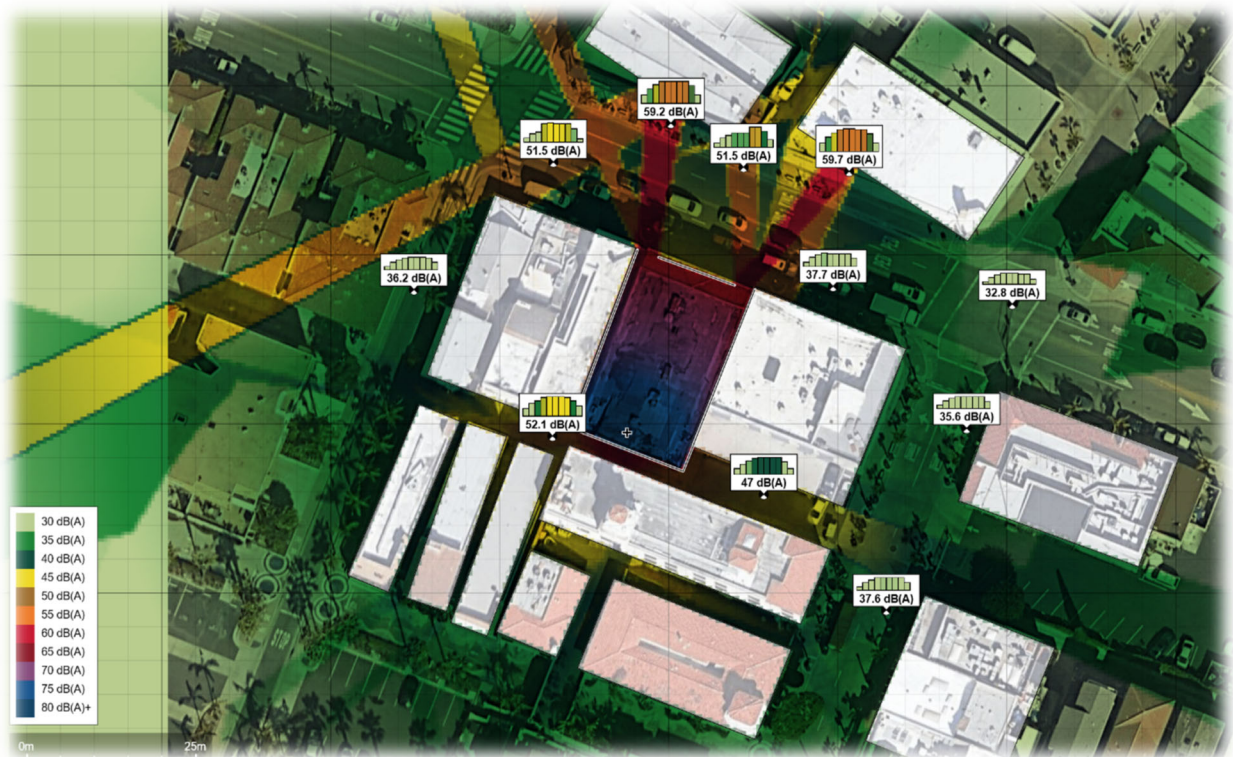 59.2 dB(A)
51.5 dB(A)
51.5 dB(A)
59.7 dB(A)
36.2 dB(A)
37.7 dB(A)
32.8 dB(A)
52.1 dB(A)
35.6 dB(A)
47 dB(A)
37.6 dB(A)
30 dB(A)
35 dB(A)
40 dB(A)
45 dB(A)
50 dB(A)
55 dB(A)
60 dB(A)
65 dB(A)
70 dB(A)
75 dB(A)
80 dB(A)+
STOP
0m
25m